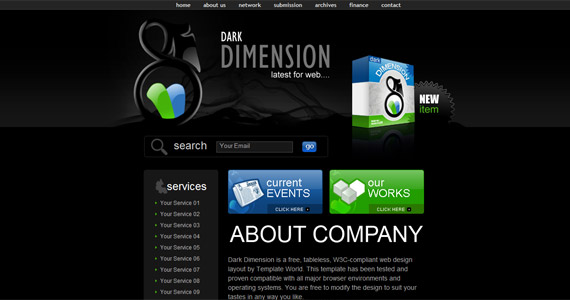 home about us network submission archives finance contact
DARK
DIMENSION
latest for web....
dark
DIMENSION
NEW
item
search Your Email go
services
Your Service 01
Your Service 02
Your Service 03
Your Service 04
Your Service 05
Your Service 06
Your Service 07
Your Service 08
Your Service 09
current
EVENTS
CLICK HERE
our
WORKS
CLICK HERE
ABOUT COMPANY
Dark Dimension is a free, tableless, W3C-compliant web design
layout by Template World. This template has been tested and
proven compatible with all major browser environments and
operating systems. You are free to modify the design to suit your
tastes in any way you like.